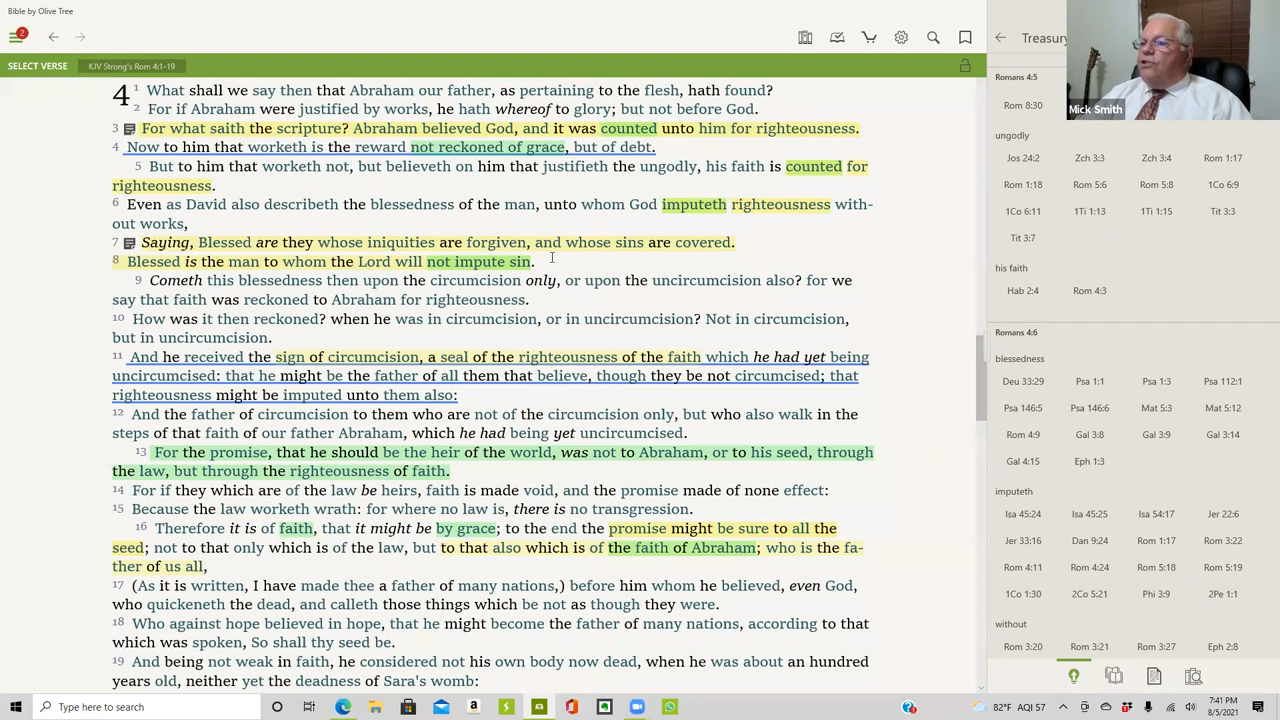 Bible by Olive Tree
2
SELECT VERSE KJV Strong's Rom 4:1-19
4 1 What shall we say then that Abraham our father, as pertaining to the flesh, hath found?
2 For if Abraham were justified by works, he hath whereof to glory; but not before God.
3 For what saith the scripture? Abraham believed God, and it was counted unto him for righteousness.
4 Now to him that worketh is the reward not reckoned of grace, but of debt.
5 But to him that worketh not, but believeth on him that justifieth the ungodly, his faith is counted for
righteousness.
6 Even as David also describeth the blessedness of the man, unto whom God imputeth righteousness with-
out works,
7 Saying, Blessed are they whose iniquities are forgiven, and whose sins are covered.
8 Blessed is the man to whom the Lord will not impute sin.
9 Cometh this blessedness then upon the circumcision only, or upon the uncircumcision also? for we
say that faith was reckoned to Abraham for righteousness.
10 How was it then reckoned? when he was in circumcision, or in uncircumcision? Not in circumcision,
but in uncircumcision.
11 And he received the sign of circumcision, a seal of the righteousness of the faith which he had yet being
uncircumcised: that he might be the father of all them that believe, though they be not circumcised; that
righteousness might be imputed unto them also:
12 And the father of circumcision to them who are not of the circumcision only, but who also walk in the
steps of that faith of our father Abraham, which he had being yet uncircumcised.
13 For the promise, that he should be the heir of the world, was not to Abraham, or to his seed, through
the law, but through the righteousness of faith.
14 For if they which are of the law be heirs, faith is made void, and the promise made of none effect:
15 Because the law worketh wrath: for where no law is, there is no transgression.
16 Therefore it is of faith, that it might be by grace; to the end the promise might be sure to all the
seed; not to that only which is of the law, but to that also which is of the faith of Abraham; who is the fa-
ther of us all,
17 (As it is written, I have made thee a father of many nations,) before him whom he believed, even God,
who quickeneth the dead, and calleth those things which be not as though they were.
18 Who against hope believed in hope, that he might become the father of many nations, according to that
which was spoken, So shall thy seed be.
19 And being not weak in faith, he considered not his own body now dead, when he was about an hundred
years old, neither yet the deadness of Sara's womb:
Treasury
Mick Smith
Romans 4:5
Rom 8:30
ungodly
Jos 24:2 Zch 3:3 Zch 3:4 Rom 1:17
Rom 1:18 Rom 5:6 Rom 5:8 1Co 6:9
1Co 6:11 1Ti 1:13 1Ti 1:15 Tit 3:3
Tit 3:7
his faith
Hab 2:4 Rom 4:3
Romans 4:6
blessedness
Deu 33:29 Psa 1:1 Psa 1:3 Psa 112:1
Psa 146:5 Psa 146:6 Mat 5:3 Mat 5:12
Rom 4:9 Gal 3:8 Gal 3:9 Gal 3:14
Gal 4:15 Eph 1:3
imputeth
Isa 45:24 Isa 45:25 Isa 54:17 Jer 22:6
Jer 33:16 Dan 9:24 Rom 1:17 Rom 3:22
Rom 4:11 Rom 4:24 Rom 5:18 Rom 5:19
1Co 1:30 2Co 5:21 Phi 3:9 2Pe 1:1
without
Rom 3:20 Rom 3:21 Rom 3:27 Eph 2:8
Type here to search
82°F AQI 57
7:41 PM
8/5/2021